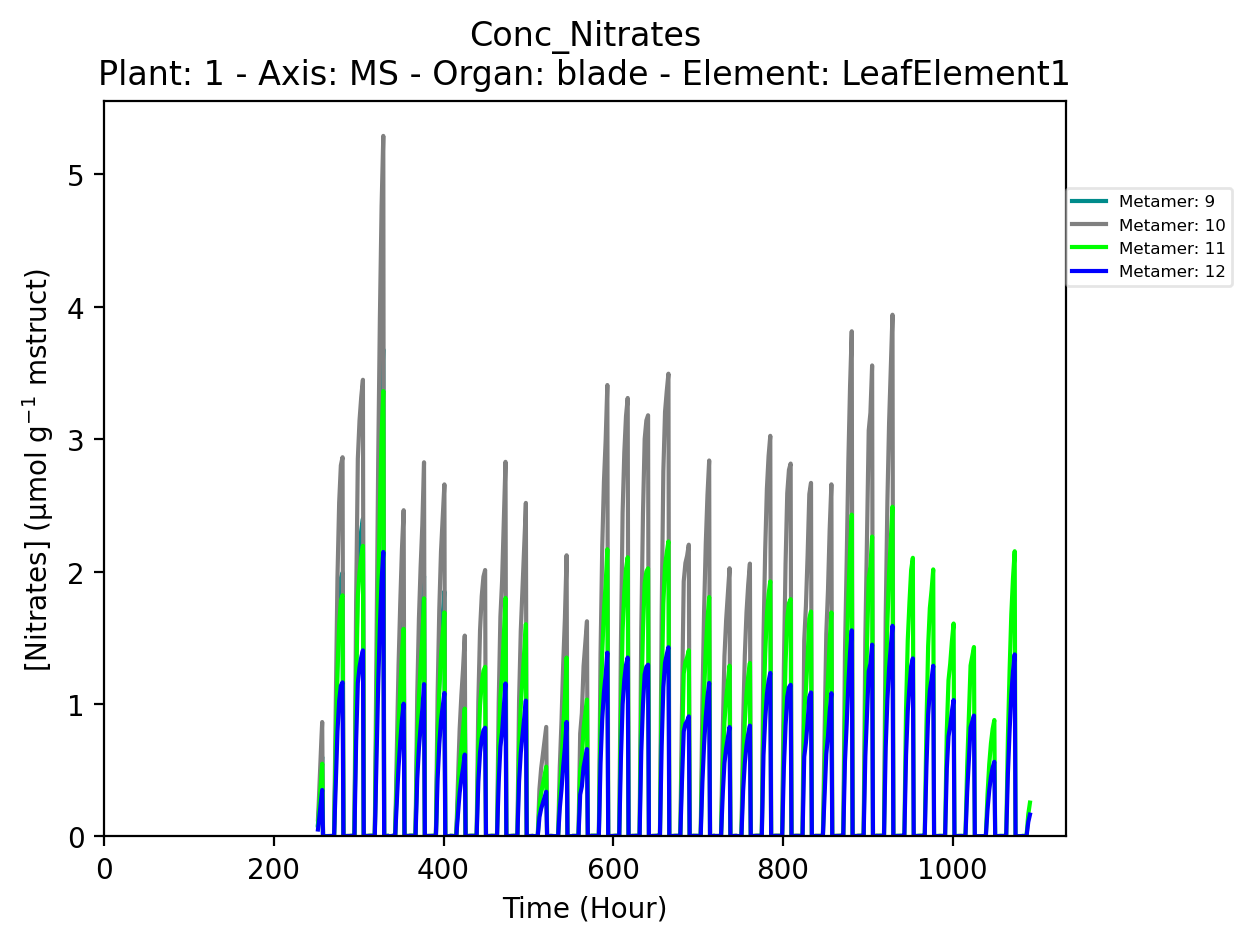 Conc_Nitrates
Plant: 1 - Axis: MS - Organ: blade - Element: LeafElement1
5
4
3
2
1
0
[Nitrates] (µmol g⁻¹ mstruct)
Metamer: 9
Metamer: 10
Metamer: 11
Metamer: 12
0 200 400 600 800 1000
Time (Hour)